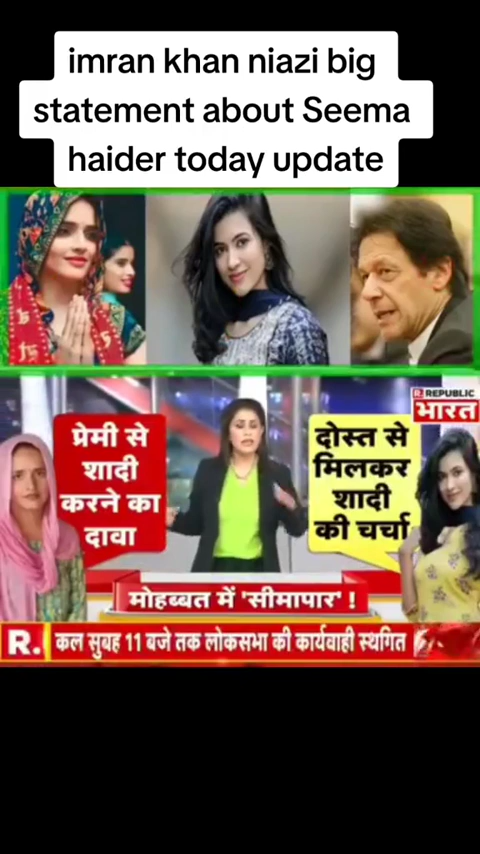 imran khan niazi big
statement about Seema
haider today update
R. REPUBLIC
भारत
प्रेमी से
शादी
करने का
दावा
दोस्त से
मिलकर
शादी
की चर्चा
मोहब्बत में 'सीमापार' !
R. कल सुबह 11 बजे तक लोकसभा की कार्यवाही स्थगित